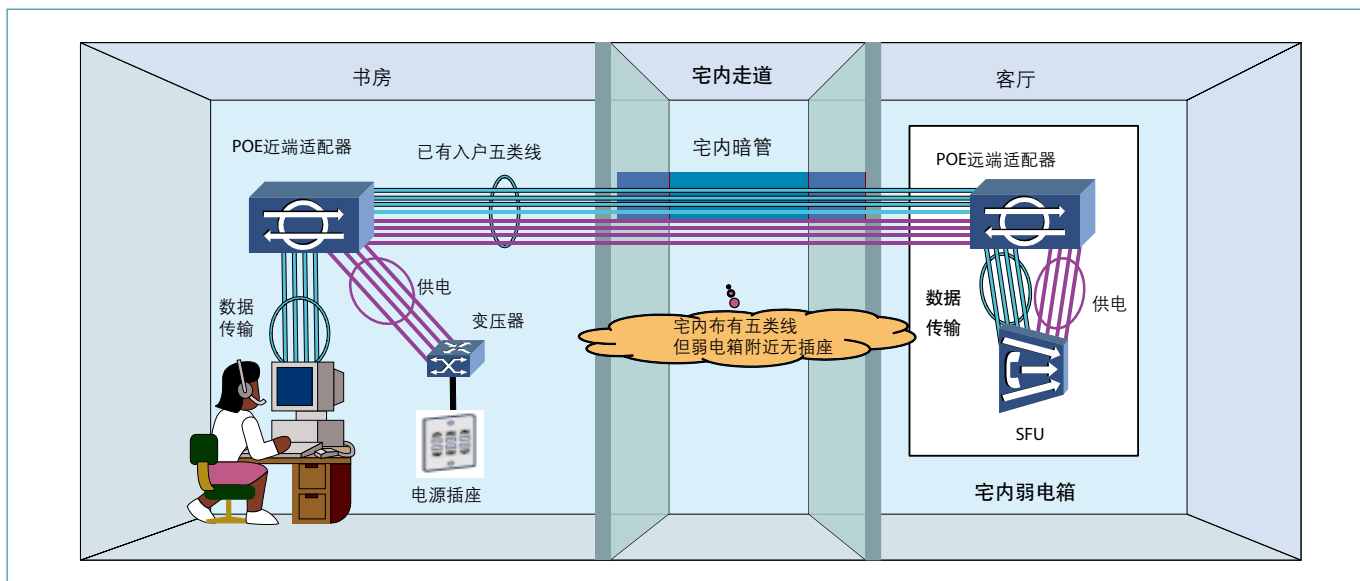 书房
宅内走道
客厅
POE近端适配器
已有入户五类线
宅内暗管
POE远端适配器
供电
数据
传输
变压器
宅内布有五类线
但弱电箱附近无插座
数据
传输
供电
SFU
电源插座
宅内弱电箱